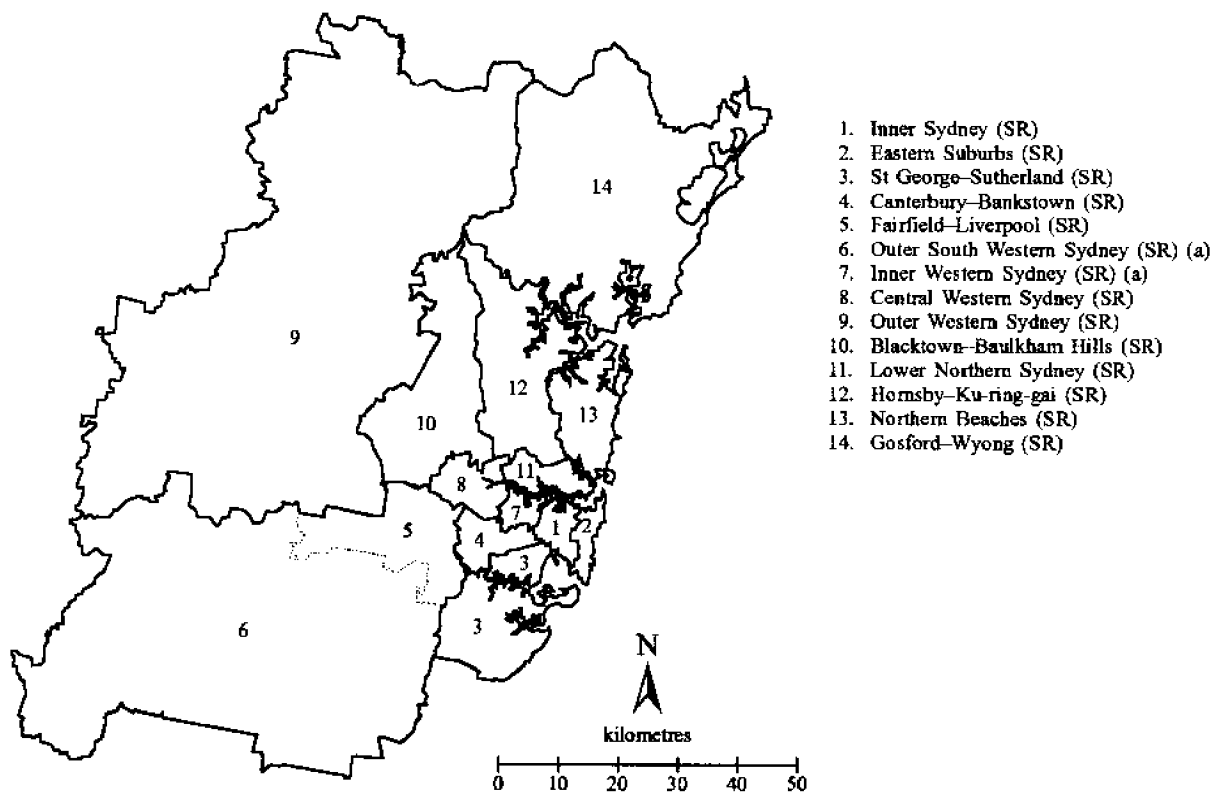 14
9
12
13
10
11
8
7
5
1
2
4
3
3
6
1. Inner Sydney (SR)
2. Eastern Suburbs (SR)
3. St George–Sutherland (SR)
4. Canterbury–Bankstown (SR)
5. Fairfield–Liverpool (SR)
6. Outer South Western Sydney (SR) (a)
7. Inner Western Sydney (SR) (a)
8. Central Western Sydney (SR)
9. Outer Western Sydney (SR)
10. Blacktown–Baulkham Hills (SR)
11. Lower Northern Sydney (SR)
12. Hornsby–Ku-ring-gai (SR)
13. Northern Beaches (SR)
14. Gosford–Wyong (SR)
N
kilometres
0 10 20 30 40 50